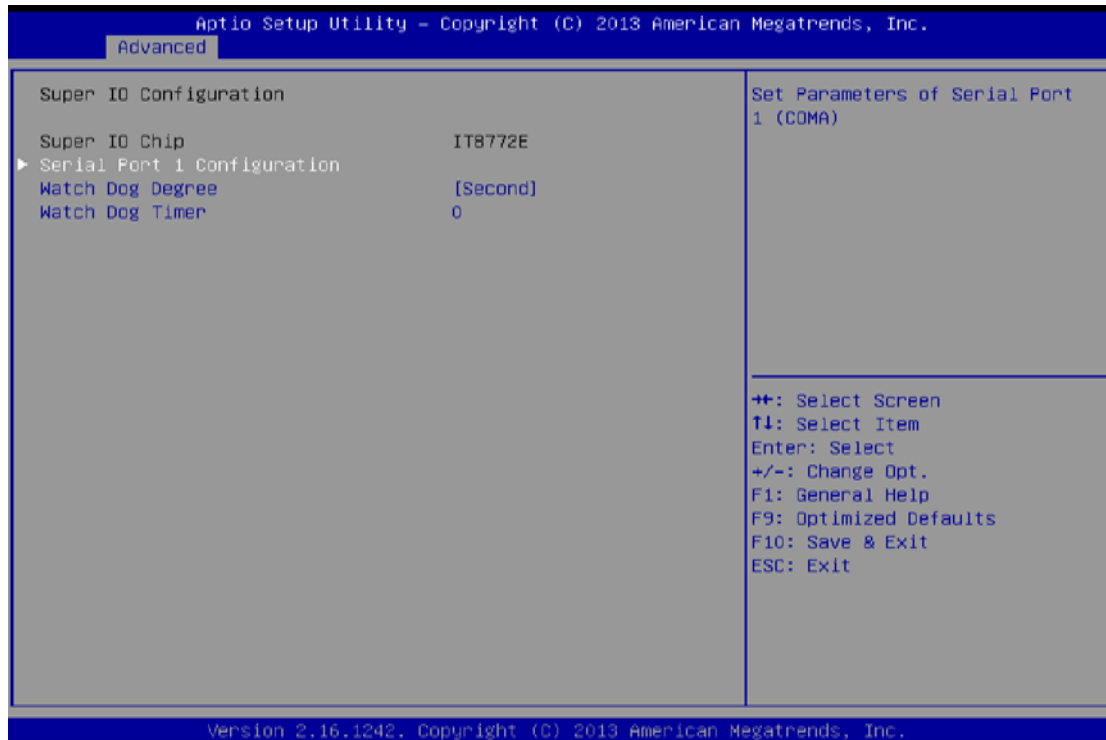 Aptio Setup Utility – Copyright (C) 2013 American Megatrends, Inc.
Advanced
Super IO Configuration
Super IO Chip IT8772E
Serial Port 1 Configuration
Watch Dog Degree [Second]
Watch Dog Timer 0
Set Parameters of Serial Port
1 (COMA)
→←: Select Screen
↑↓: Select Item
Enter: Select
+/-: Change Opt.
F1: General Help
F9: Optimized Defaults
F10: Save & Exit
ESC: Exit
Version 2.16.1242. Copyright (C) 2013 American Megatrends, Inc.